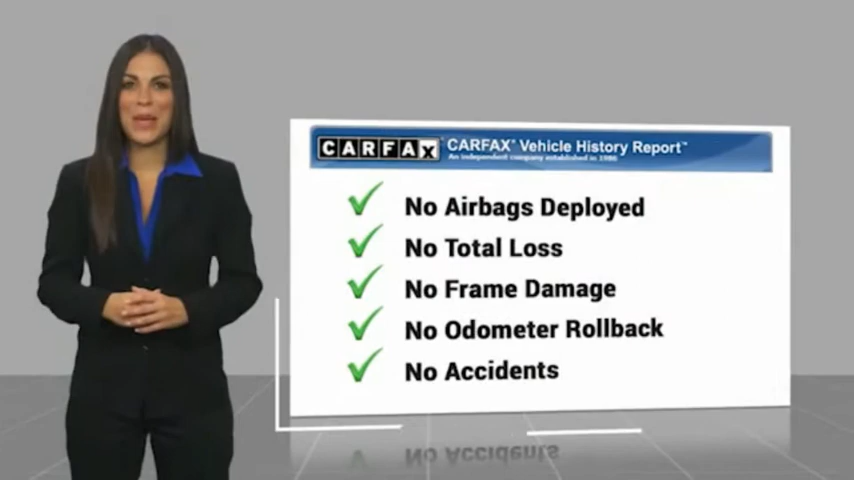 CARFAX CARFAX® Vehicle History Report™
An independent company established in 1986
No Airbags Deployed
No Total Loss
No Frame Damage
No Odometer Rollback
No Accidents
No Accidents